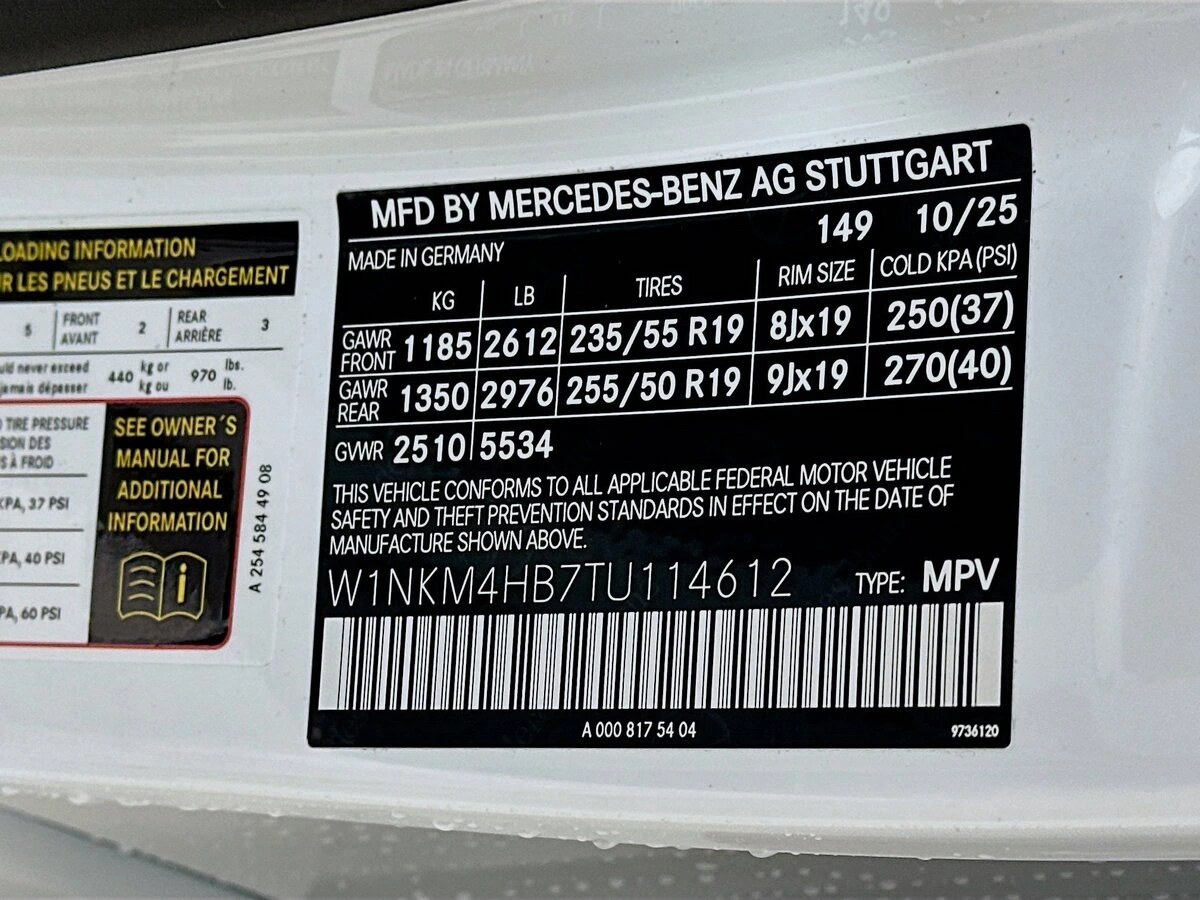 LOADING INFORMATION
R LES PNEUS ET LE CHARGEMENT
5 FRONT AVANT 2 REAR ARRIÈRE 3
uld never exceed
jamais dépasser
440 kg or kg ou 970 lbs. lb.
TIRE PRESSURE
SION DES
S À FROID
KPA, 37 PSI
KPA, 40 PSI
KPA, 60 PSI
SEE OWNER´S
MANUAL FOR
ADDITIONAL
INFORMATION
A 254 584 49 08
MFD BY MERCEDES-BENZ AG STUTTGART
149 10/25
MADE IN GERMANY
KG LB TIRES RIM SIZE COLD KPA (PSI)
GAWR FRONT 1185 2612 235/55 R19 8Jx19 250(37)
GAWR REAR 1350 2976 255/50 R19 9Jx19 270(40)
GVWR 2510 5534
THIS VEHICLE CONFORMS TO ALL APPLICABLE FEDERAL MOTOR VEHICLE
SAFETY AND THEFT PREVENTION STANDARDS IN EFFECT ON THE DATE OF
MANUFACTURE SHOWN ABOVE.
W1NKM4HB7TU114612 TYPE: MPV
A 000 817 54 04
9736120